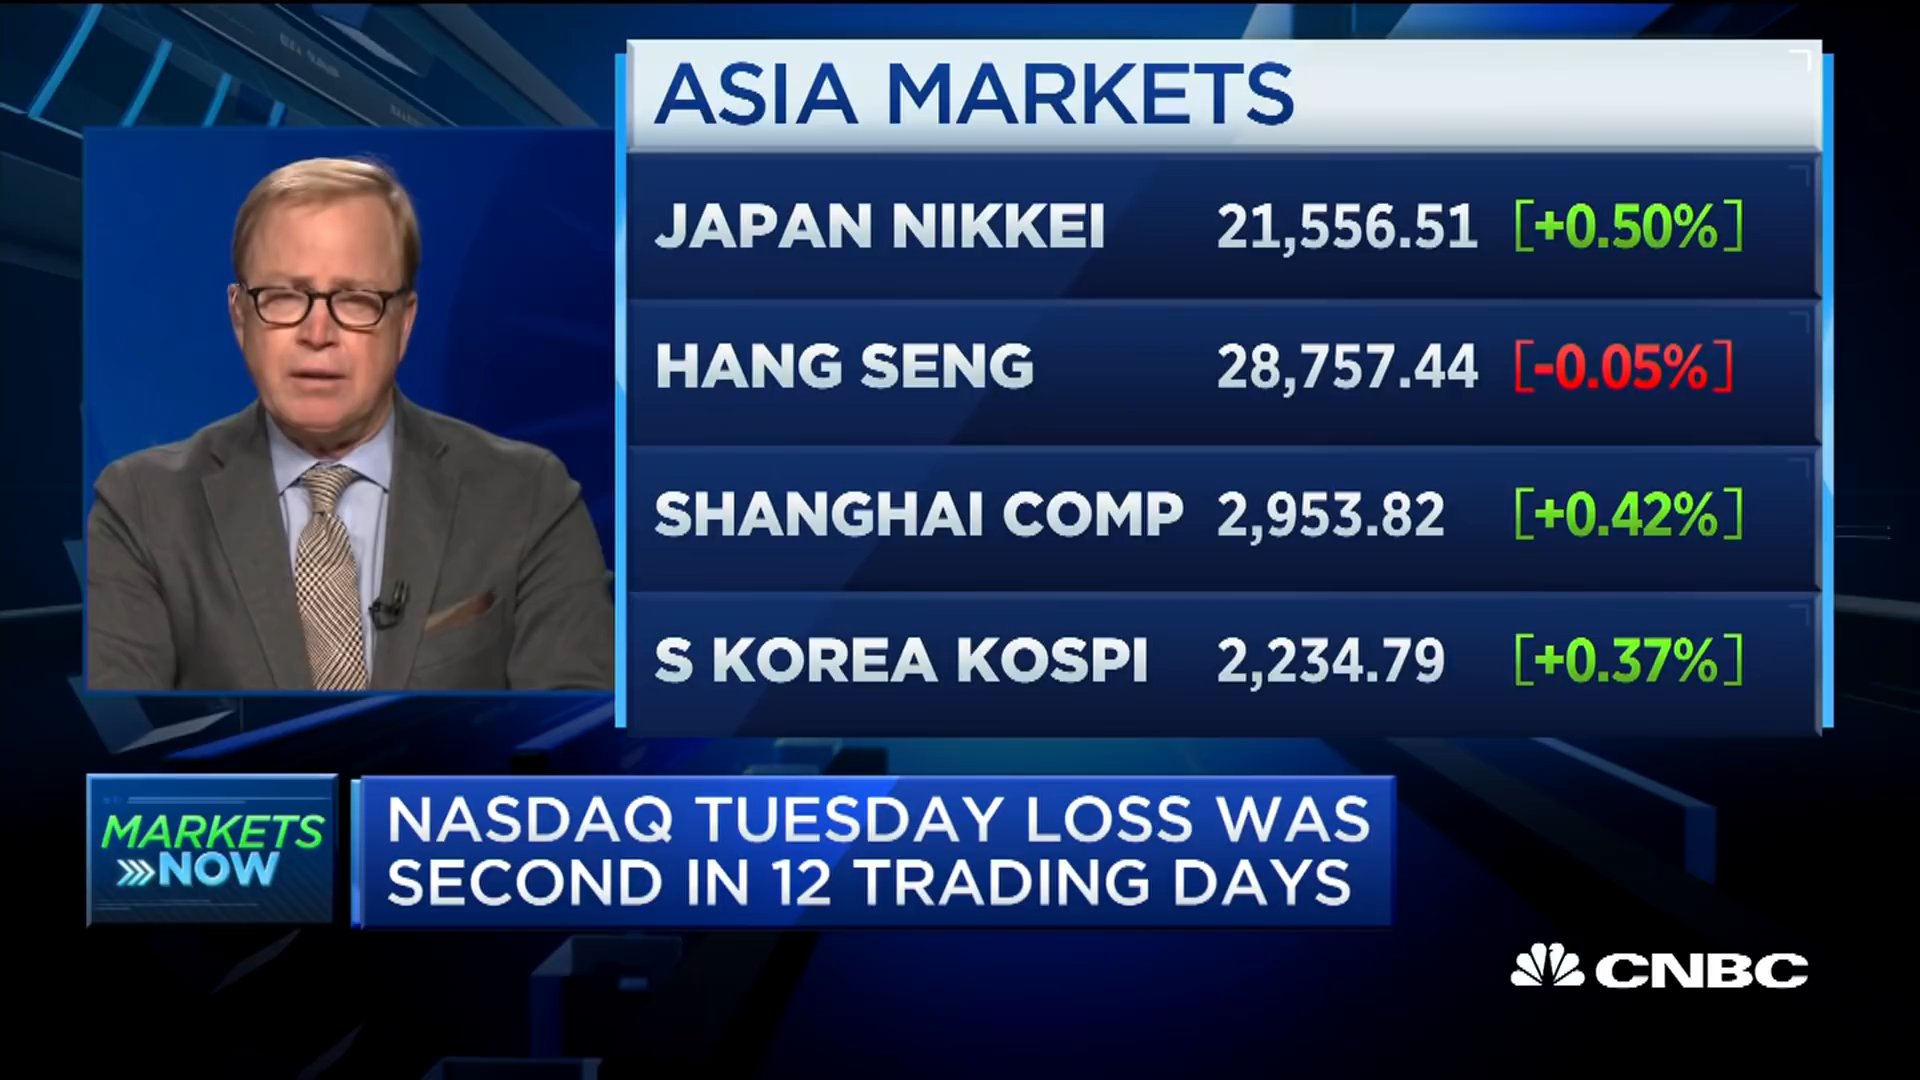 ASIA MARKETS
JAPAN NIKKEI 21,556.51 [+0.50%]
HANG SENG 28,757.44 [-0.05%]
SHANGHAI COMP 2,953.82 [+0.42%]
S KOREA KOSPI 2,234.79 [+0.37%]
MARKETS
NOW
NASDAQ TUESDAY LOSS WAS
SECOND IN 12 TRADING DAYS
CNBC